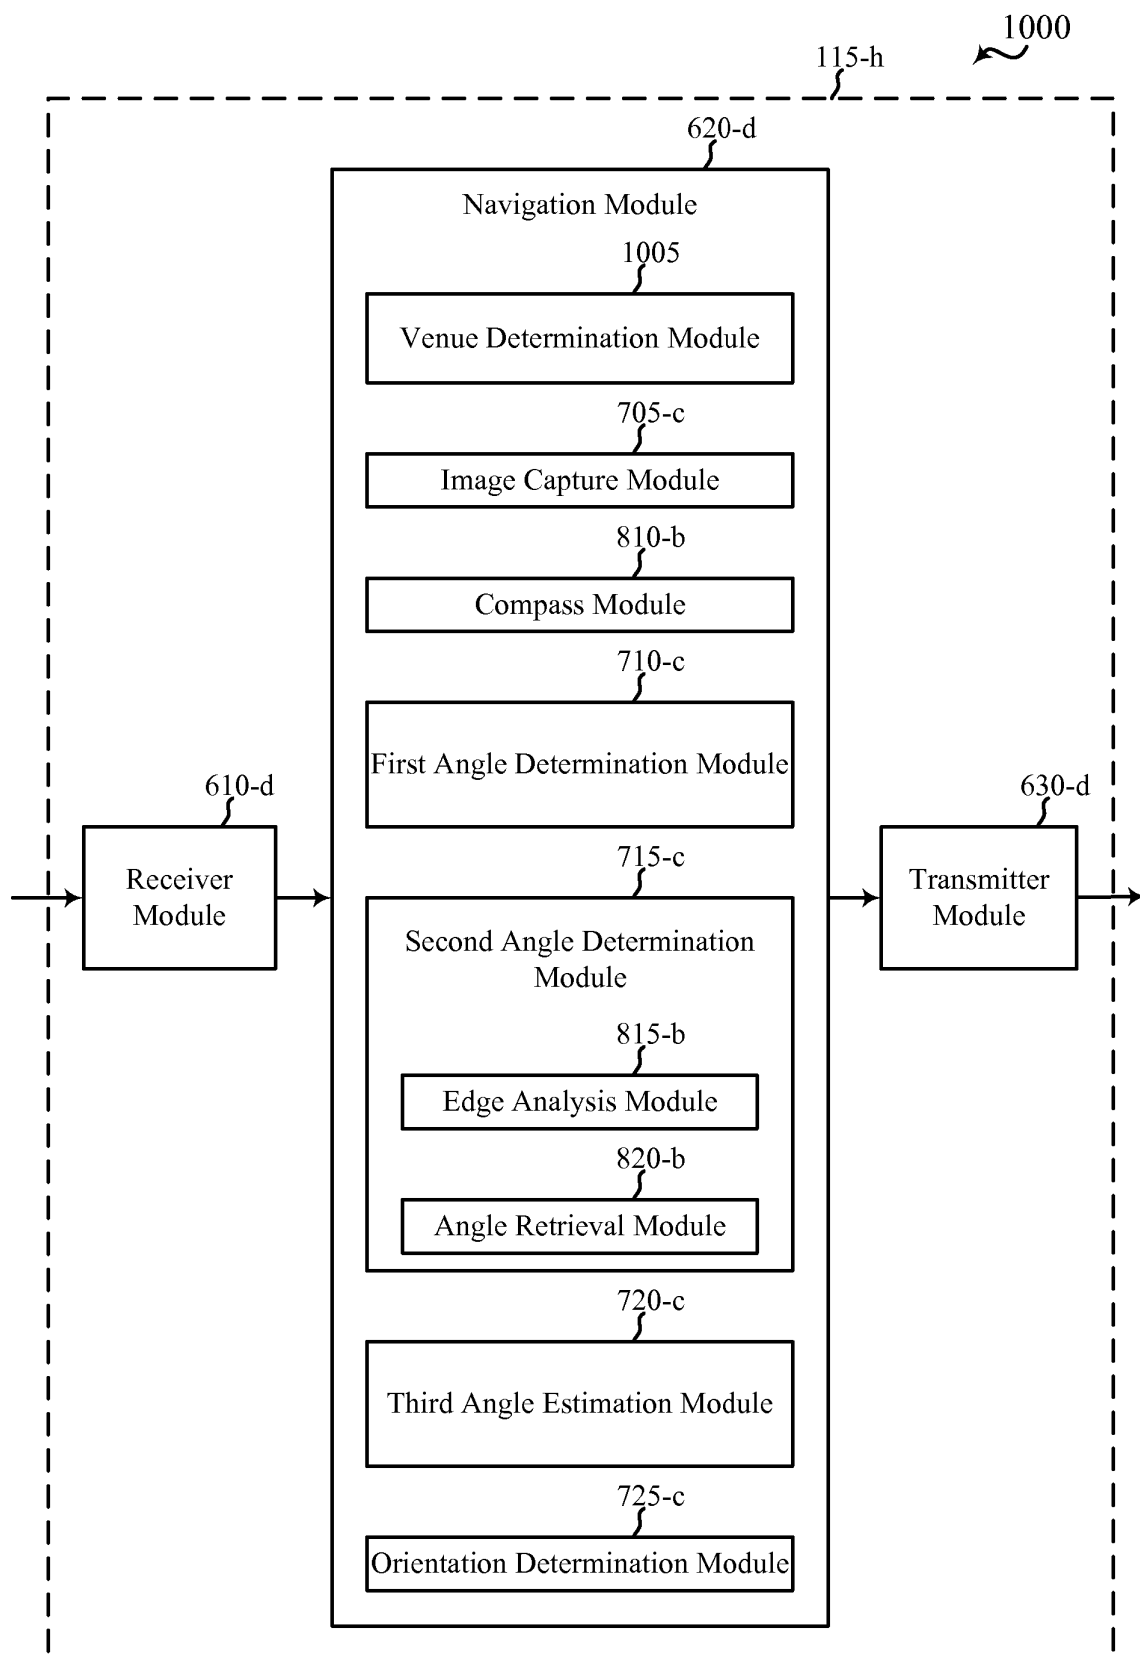 1000
115-h
620-d
Navigation Module
1005
Venue Determination Module
705-c
Image Capture Module
810-b
Compass Module
710-c
First Angle Determination Module
610-d
Receiver
Module
630-d
Transmitter
Module
715-c
Second Angle Determination
Module
815-b
Edge Analysis Module
820-b
Angle Retrieval Module
720-c
Third Angle Estimation Module
725-c
Orientation Determination Module